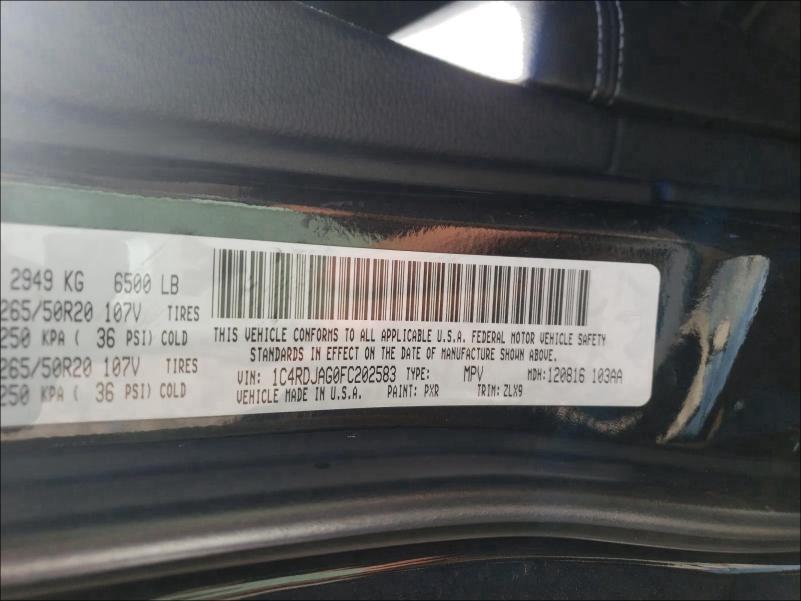 2949 KG 6500 LB
265/50R20 107V TIRES
250 KPA ( 36 PSI) COLD
265/50R20 107V TIRES
250 KPA ( 36 PSI) COLD
THIS VEHICLE CONFORMS TO ALL APPLICABLE U.S.A. FEDERAL MOTOR VEHICLE SAFETY
STANDARDS IN EFFECT ON THE DATE OF MANUFACTURE SHOWN ABOVE.
VIN: 1C4RDJAG0FC202583 TYPE: MPV MDH: 120816 103AA
VEHICLE MADE IN U.S.A. PAINT: PXR TRIM: ZLX9